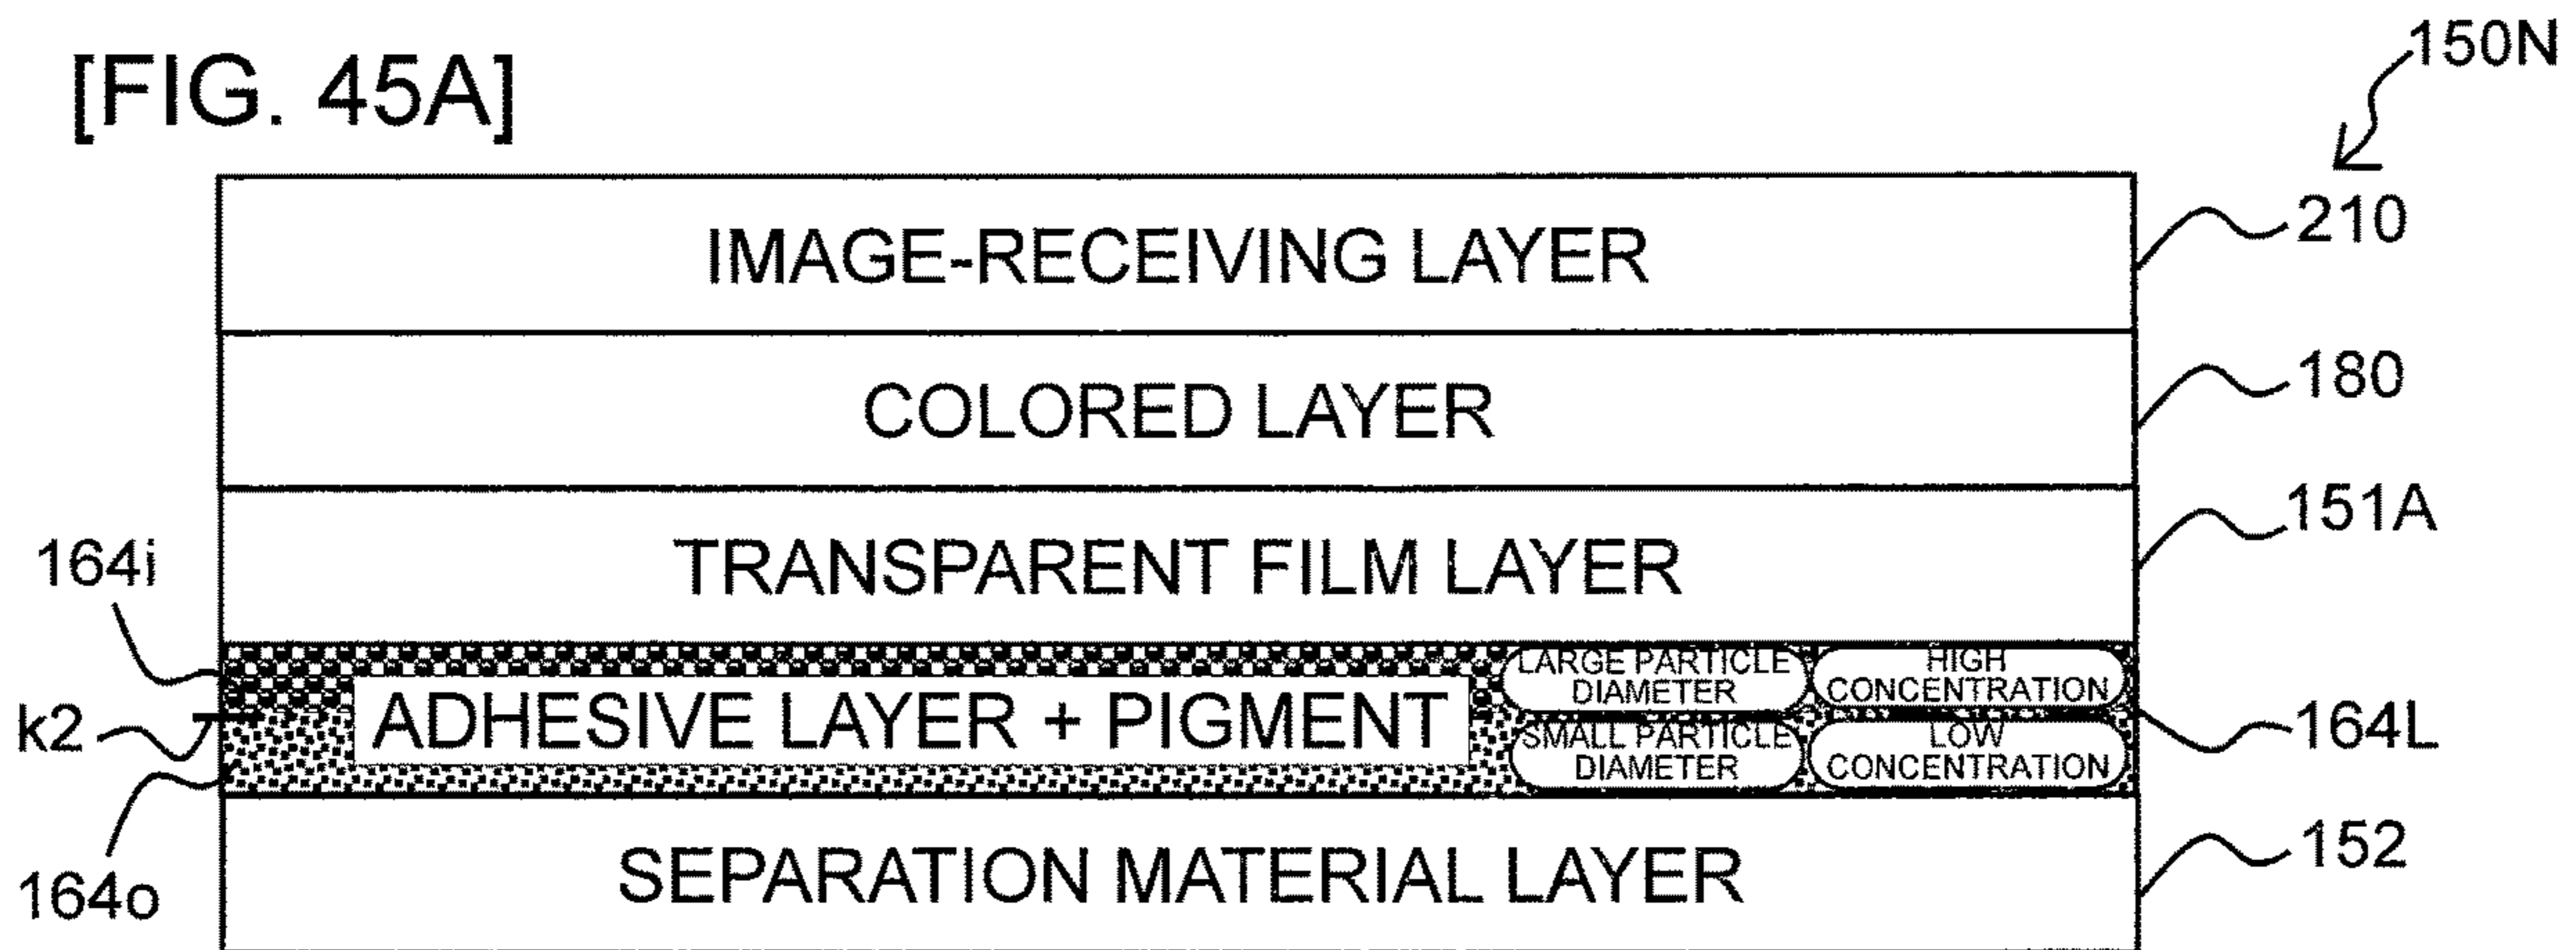 [FIG. 45A]
150N
IMAGE-RECEIVING LAYER
210
COLORED LAYER
180
TRANSPARENT FILM LAYER
151A
164i
k2
164o
ADHESIVE LAYER + PIGMENT
LARGE PARTICLE
DIAMETER
HIGH
CONCENTRATION
SMALL PARTICLE
DIAMETER
LOW
CONCENTRATION
164L
SEPARATION MATERIAL LAYER
152